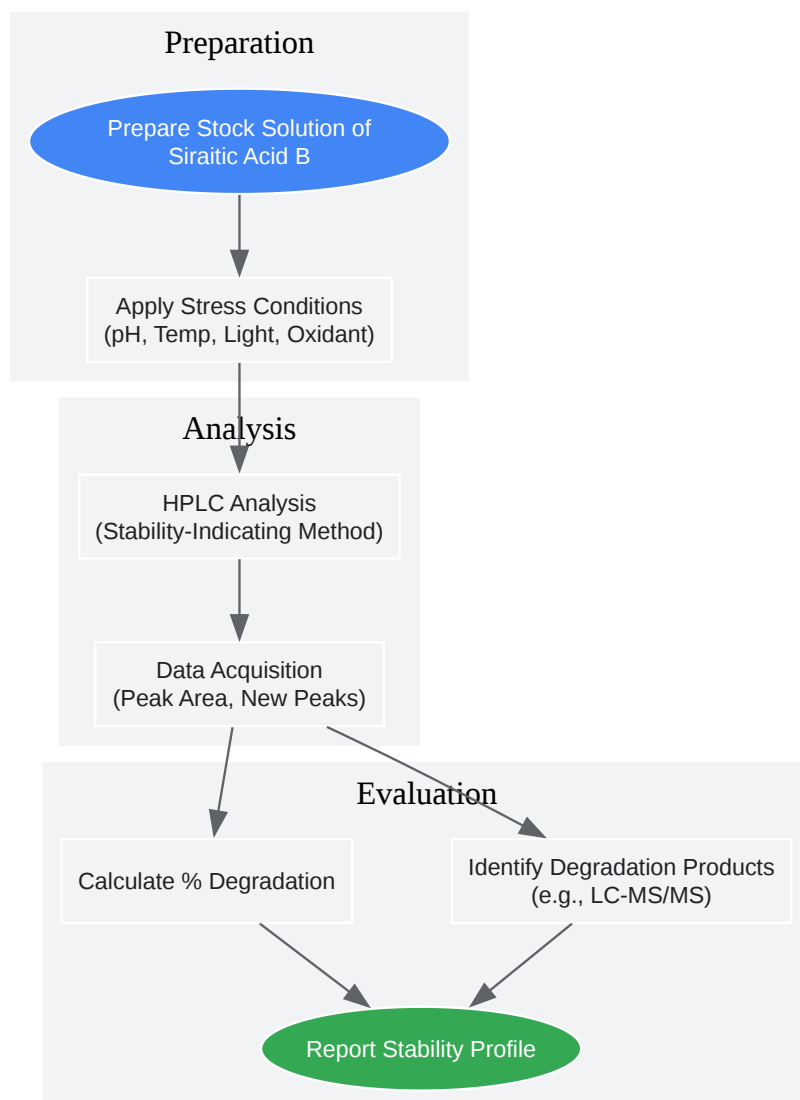 Preparation
Prepare Stock Solution of
Siraitic Acid B
Apply Stress Conditions
(pH, Temp, Light, Oxidant)
Analysis
HPLC Analysis
(Stability-Indicating Method)
Data Acquisition
(Peak Area, New Peaks)
Evaluation
Calculate % Degradation
Identify Degradation Products
(e.g., LC-MS/MS)
Report Stability Profile